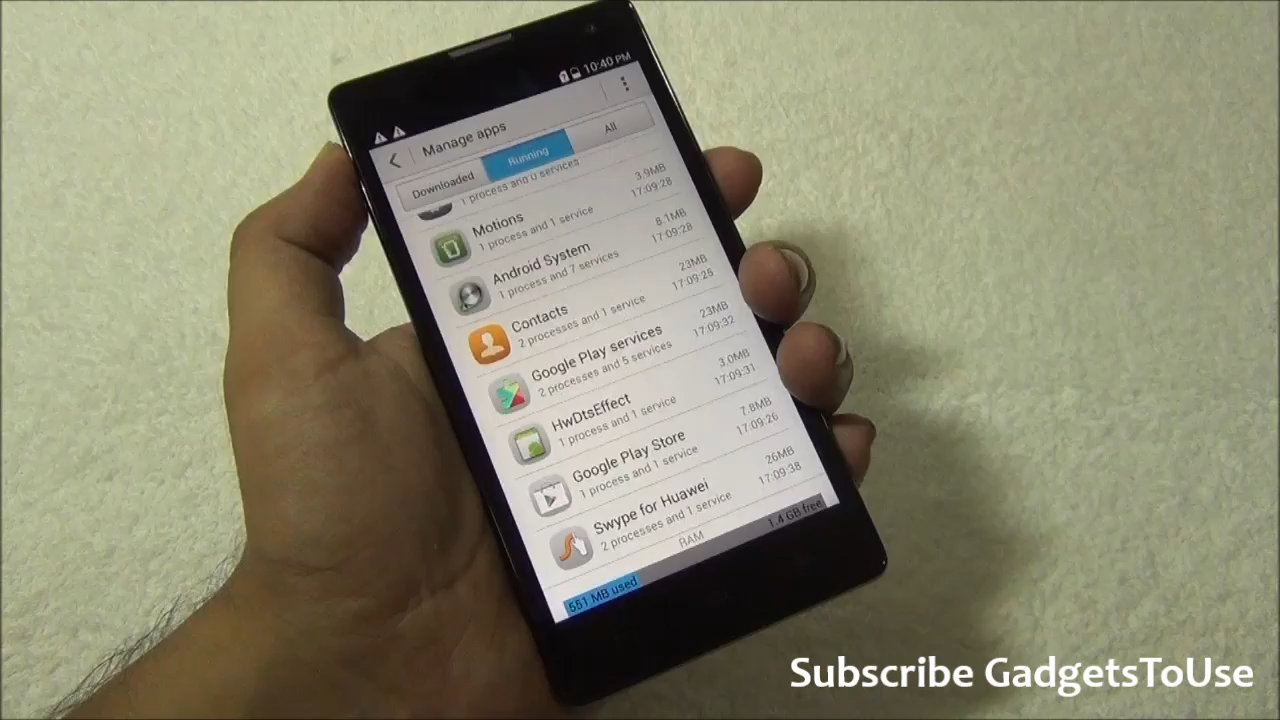 10:40 PM
Manage apps
Downloaded
Running
All
1 process and 0 services
3.9MB
17:09:28
Motions
1 process and 1 service
8.1MB
17:09:28
Android System
1 process and 7 services
23MB
17:09:25
Contacts
2 processes and 1 service
23MB
17:09:32
Google Play services
2 processes and 5 services
3.0MB
17:09:31
HwDtsEffect
1 process and 1 service
7.8MB
17:09:26
Google Play Store
1 process and 1 service
26MB
17:09:38
Swype for Huawei
2 processes and 1 service
RAM
551 MB used
1.4 GB free
Subscribe GadgetsToUse